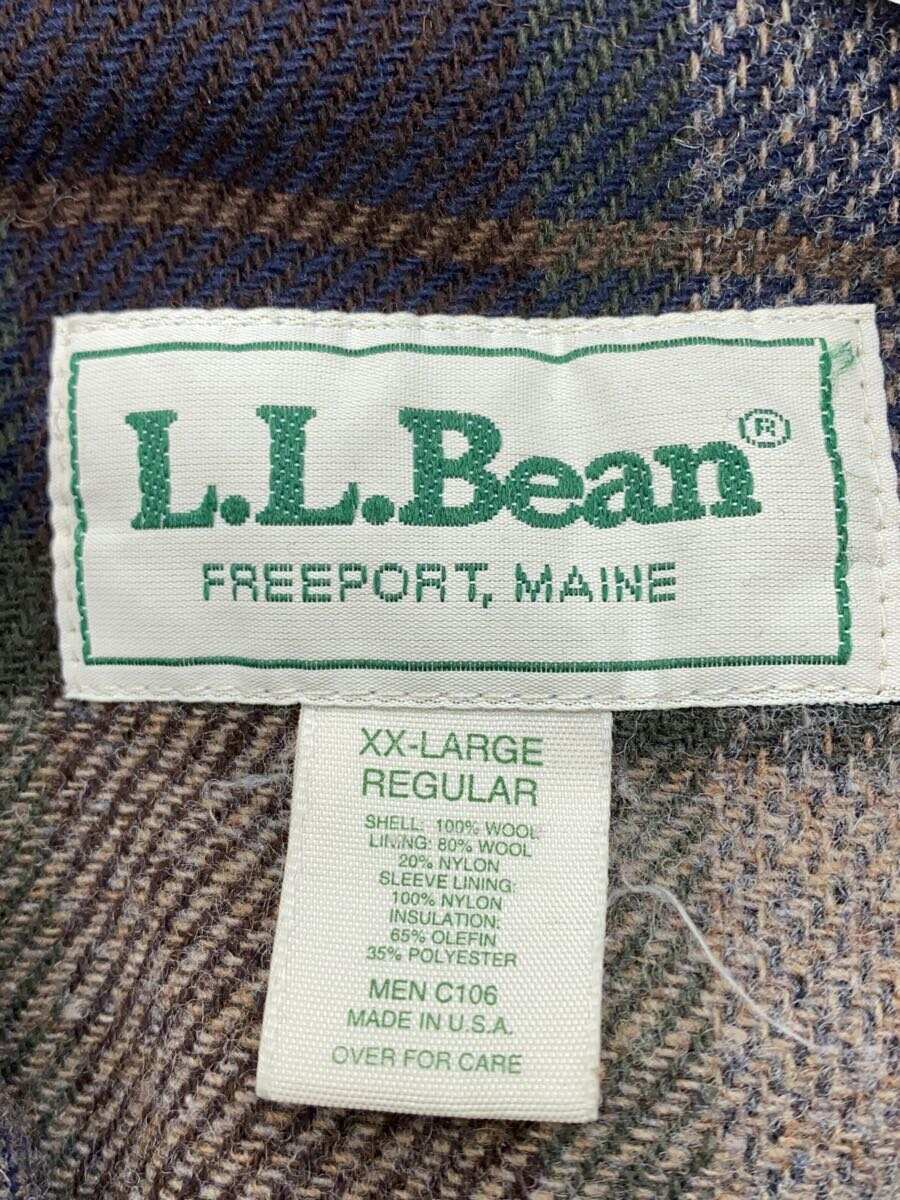 L.L.Bean®
FREEPORT, MAINE
XX-LARGE
REGULAR
SHELL: 100% WOOL
LINING: 80% WOOL
20% NYLON
SLEEVE LINING:
100% NYLON
INSULATION:
65% OLEFIN
35% POLYESTER
MEN C106
MADE IN U.S.A.
OVER FOR CARE